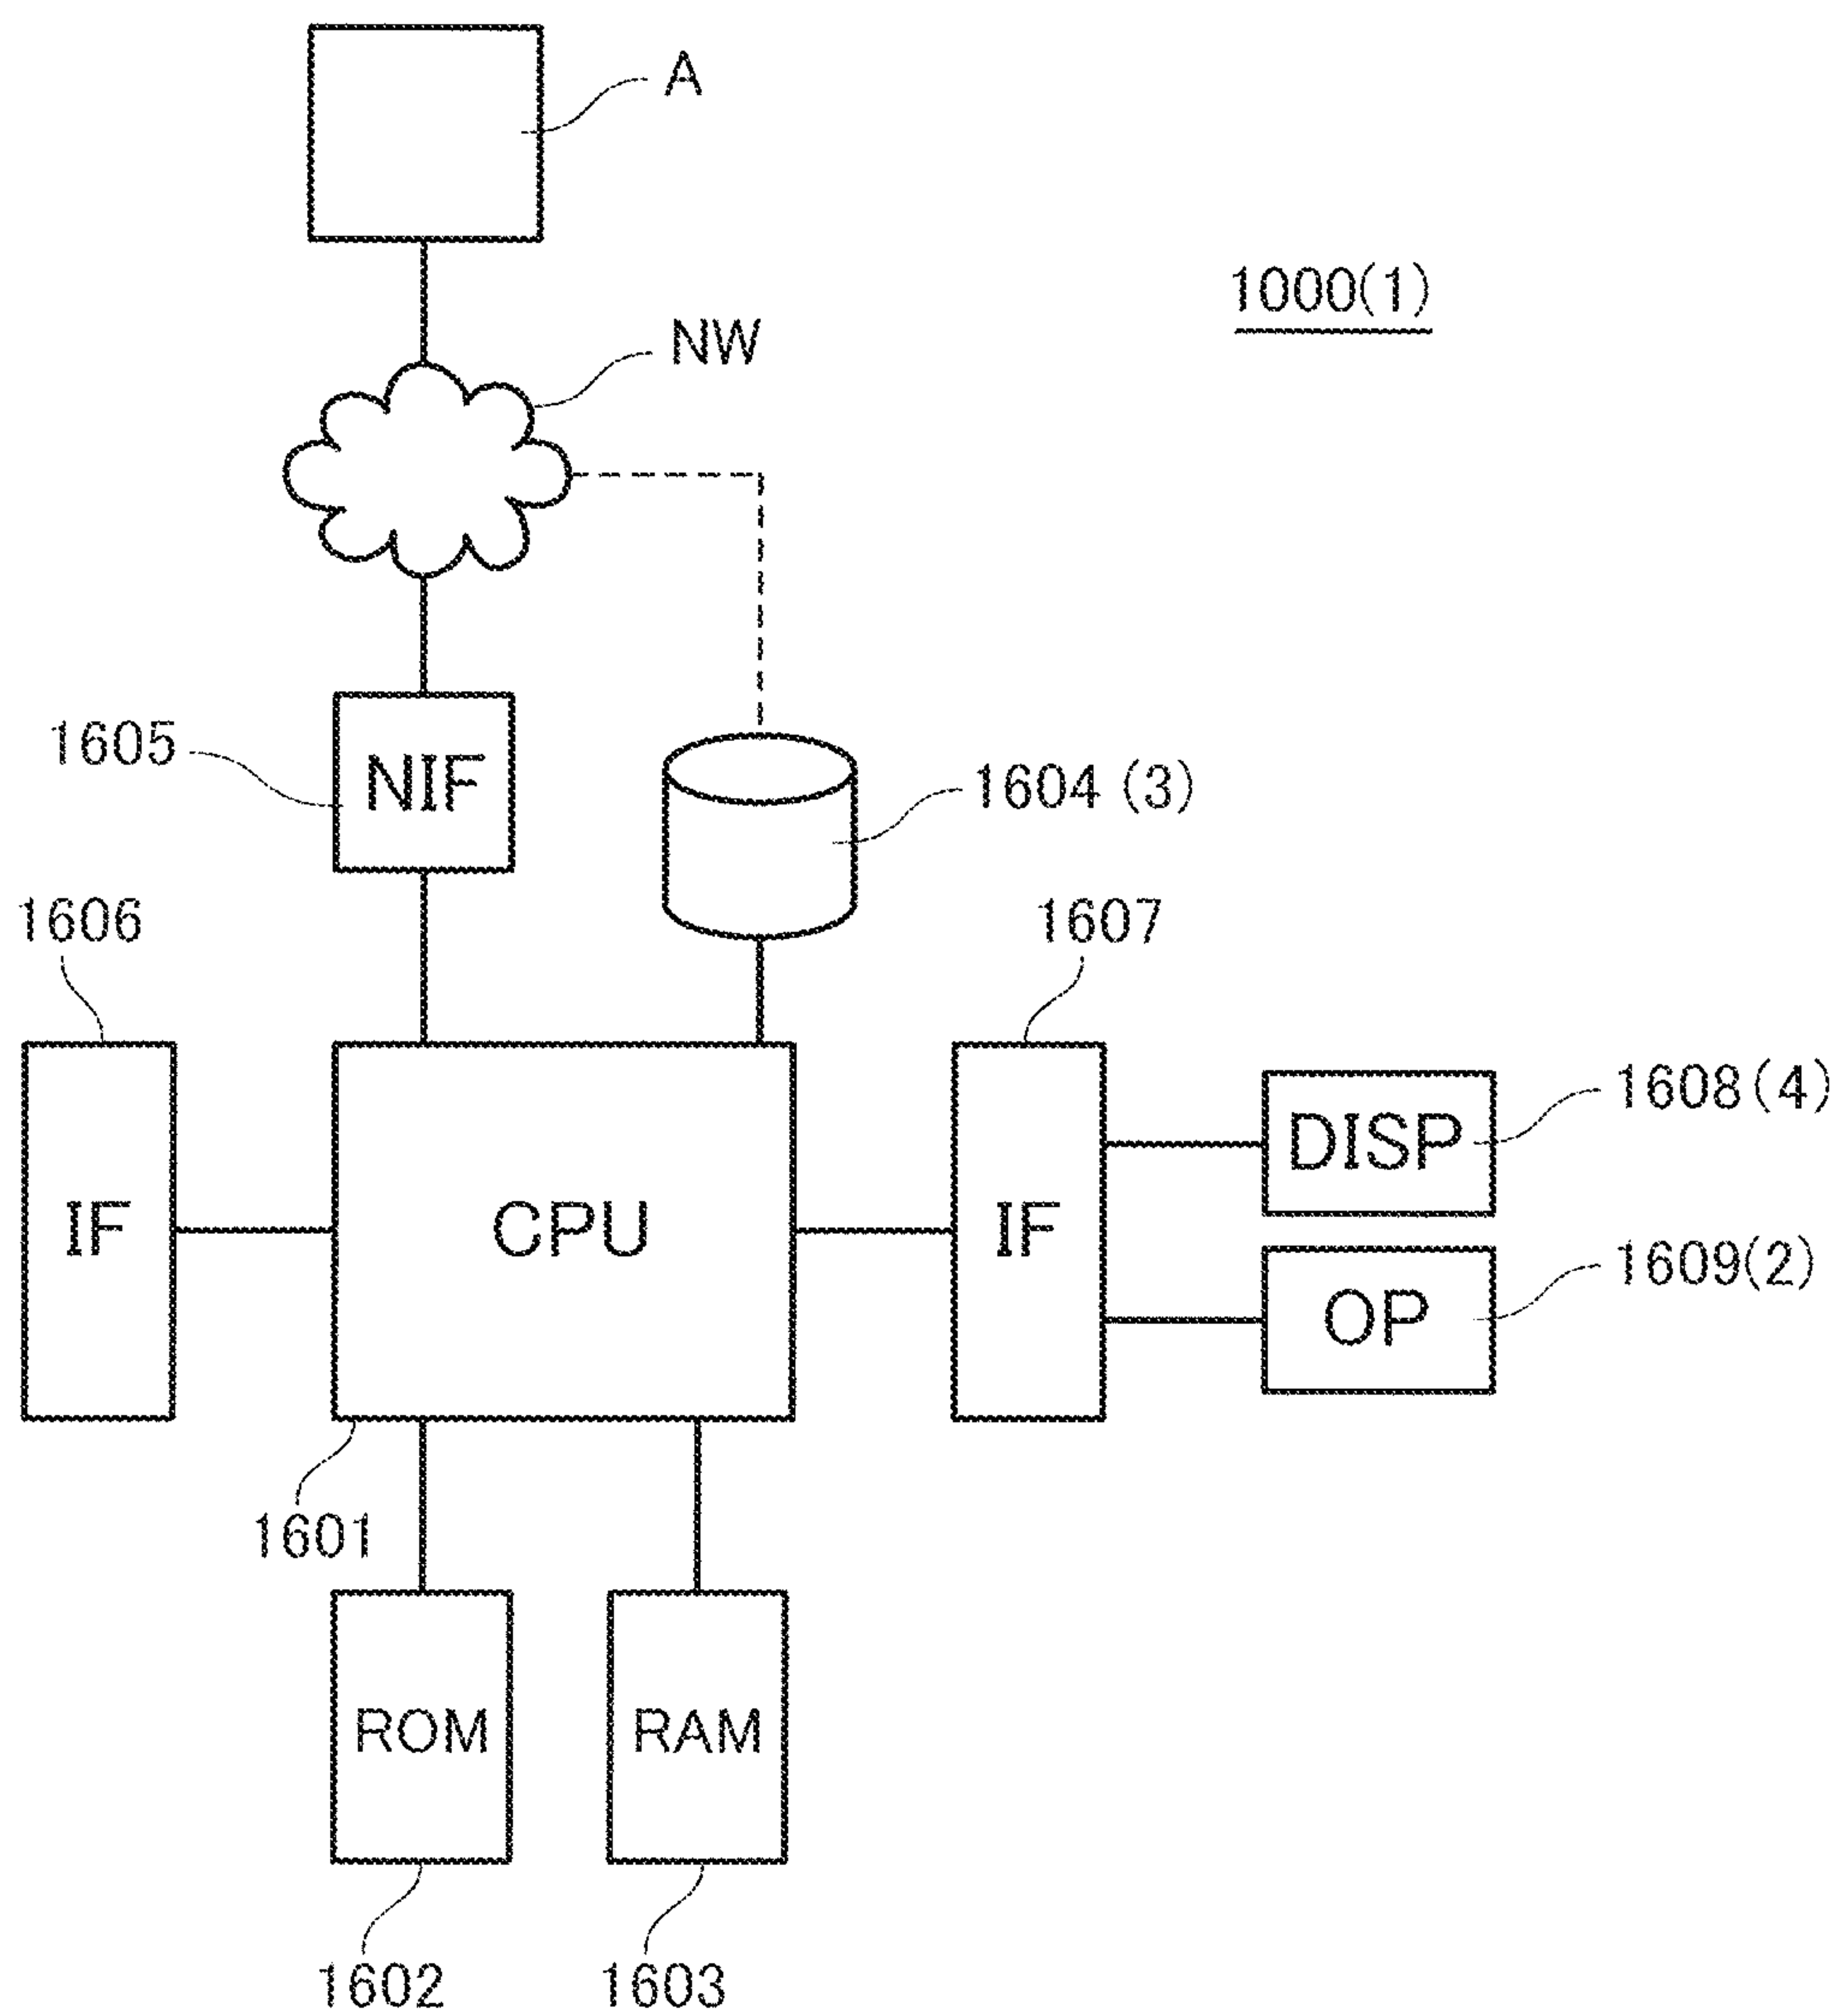 A
1000(1)
NW
1605
NIF
1604 (3)
1606
1607
IF
CPU
IF
DISP
1608(4)
OP
1609(2)
1601
ROM
RAM
1602
1603